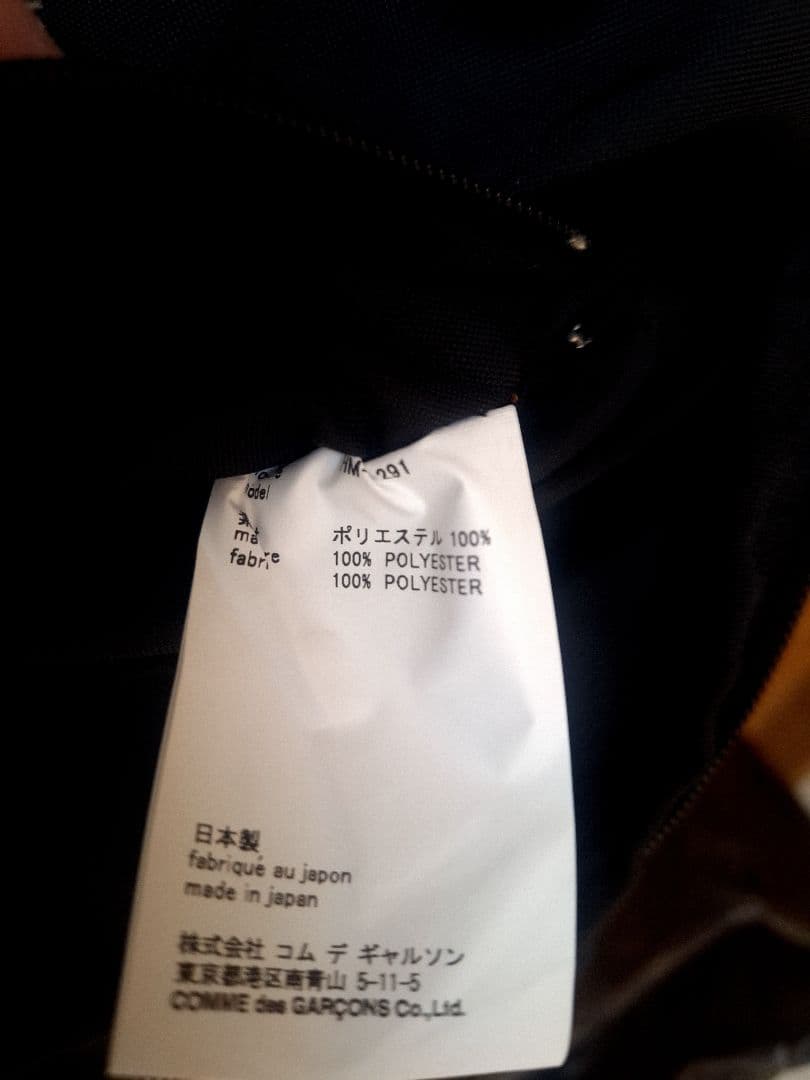 ポリエステル 100%
100% POLYESTER
100% POLYESTER
日本製
fabriqué au japon
made in japan
株式会社 コム デ ギャルソン
東京都港区南青山 5-11-5
COMME des GARÇONS Co.,Ltd.